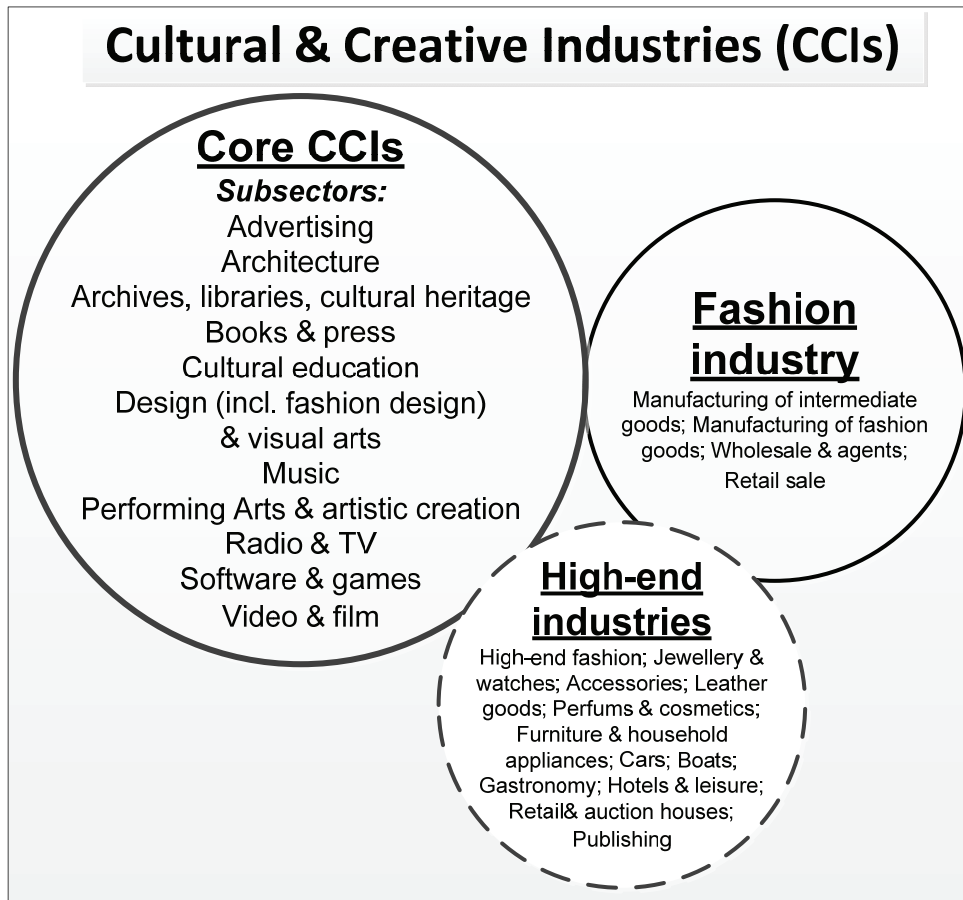 Cultural & Creative Industries (CCIs)
Core CCIs
Subsectors:
Advertising
Architecture
Archives, libraries, cultural heritage
Books & press
Cultural education
Design (incl. fashion design)
& visual arts
Music
Performing Arts & artistic creation
Radio & TV
Software & games
Video & film
Fashion
industry
Manufacturing of intermediate
goods; Manufacturing of fashion
goods; Wholesale & agents;
Retail sale
High-end
industries
High-end fashion; Jewellery &
watches; Accessories; Leather
goods; Perfums & cosmetics;
Furniture & household
appliances; Cars; Boats;
Gastronomy; Hotels & leisure;
Retail& auction houses;
Publishing